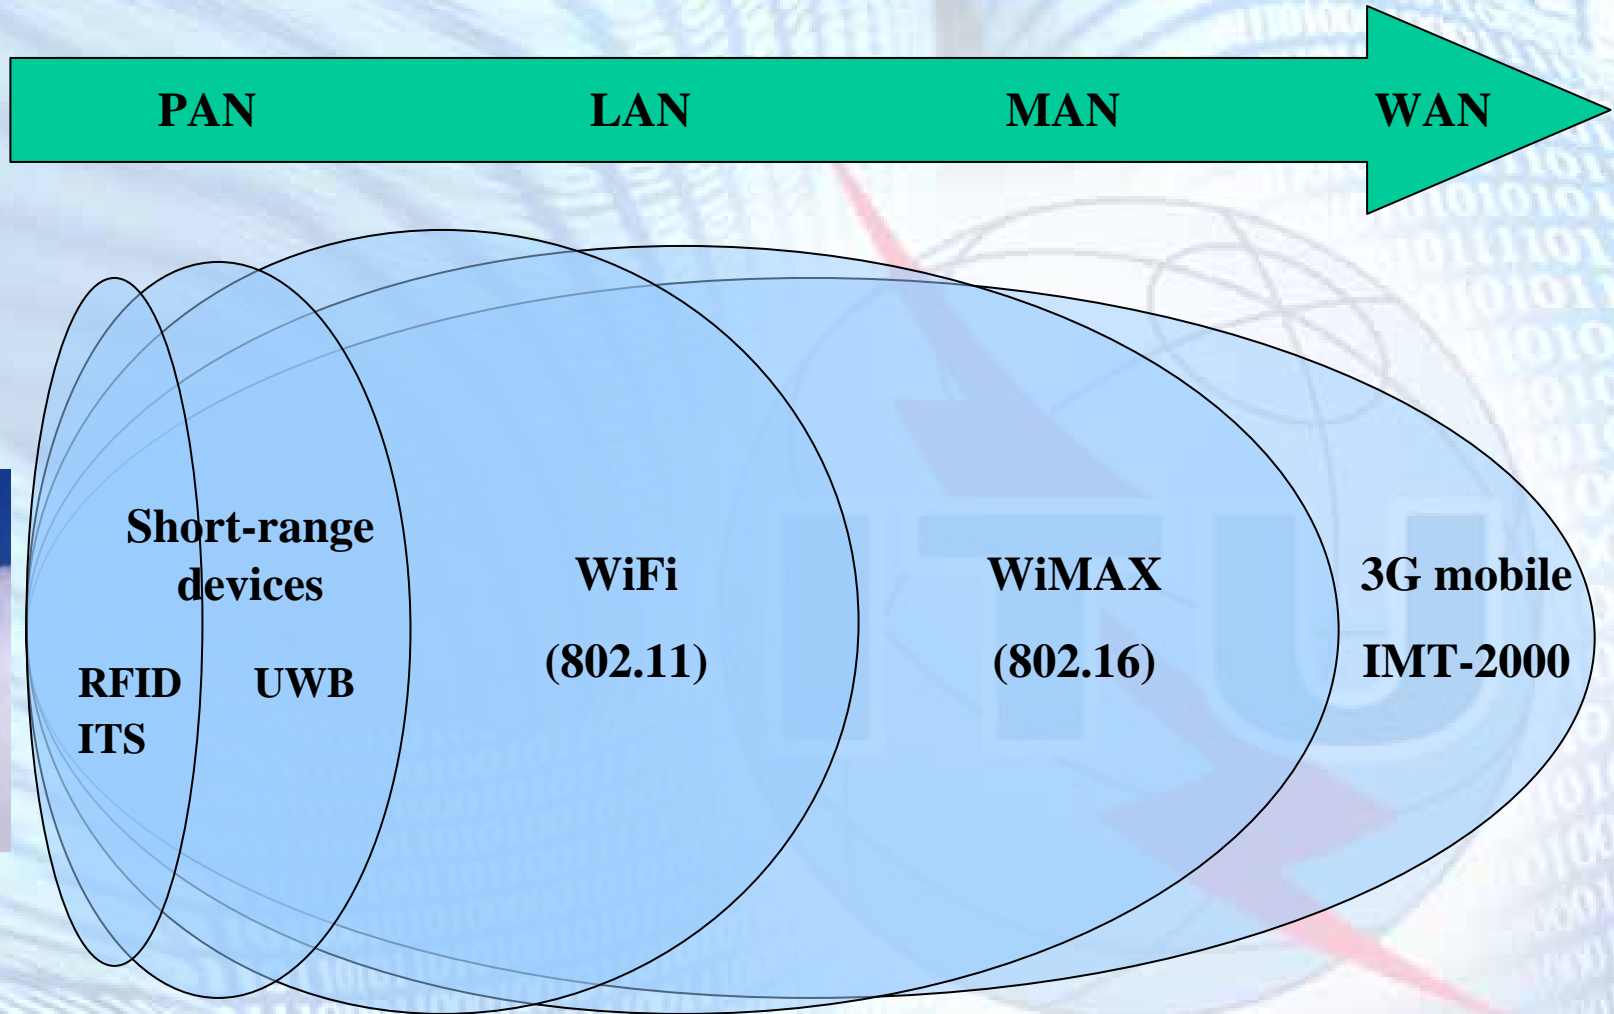 PAN LAN MAN WAN
Short-range
devices
RFID UWB
ITS
WiFi
(802.11)
WiMAX
(802.16)
3G mobile
IMT-2000
ITU